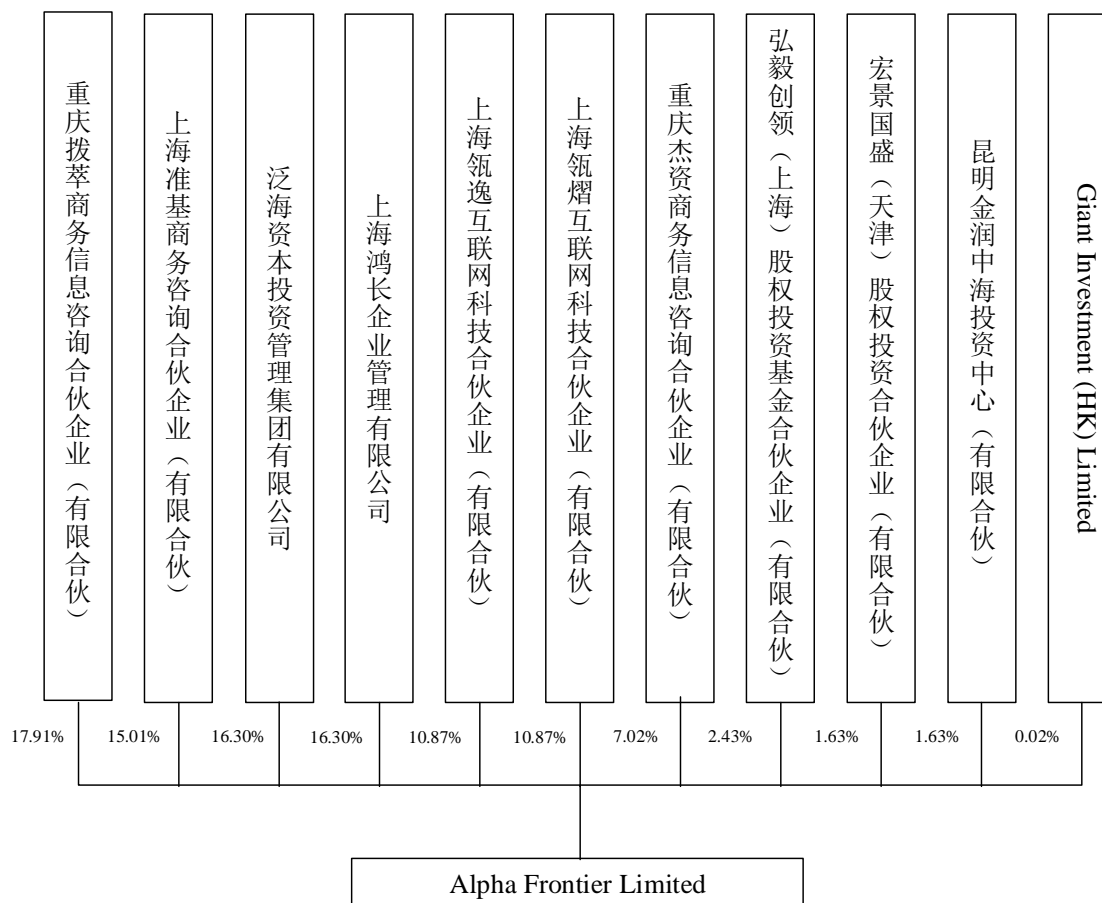 重庆拨萃商务信息咨询合伙企业（有限合伙）
上海准基商务咨询合伙企业（有限合伙）
泛海资本投资管理集团有限公司
上海鸿长企业管理有限公司
上海瓴逸互联网科技合伙企业（有限合伙）
上海瓴熠互联网科技合伙企业（有限合伙）
重庆杰资商务信息咨询合伙企业（有限合伙）
弘毅创领（上海）股权投资基金合伙企业（有限合伙）
宏景国盛（天津）股权投资合伙企业（有限合伙）
昆明金润中海投资中心（有限合伙）
Giant Investment (HK) Limited
17.91%
15.01%
16.30%
16.30%
10.87%
10.87%
7.02%
2.43%
1.63%
1.63%
0.02%
Alpha Frontier Limited